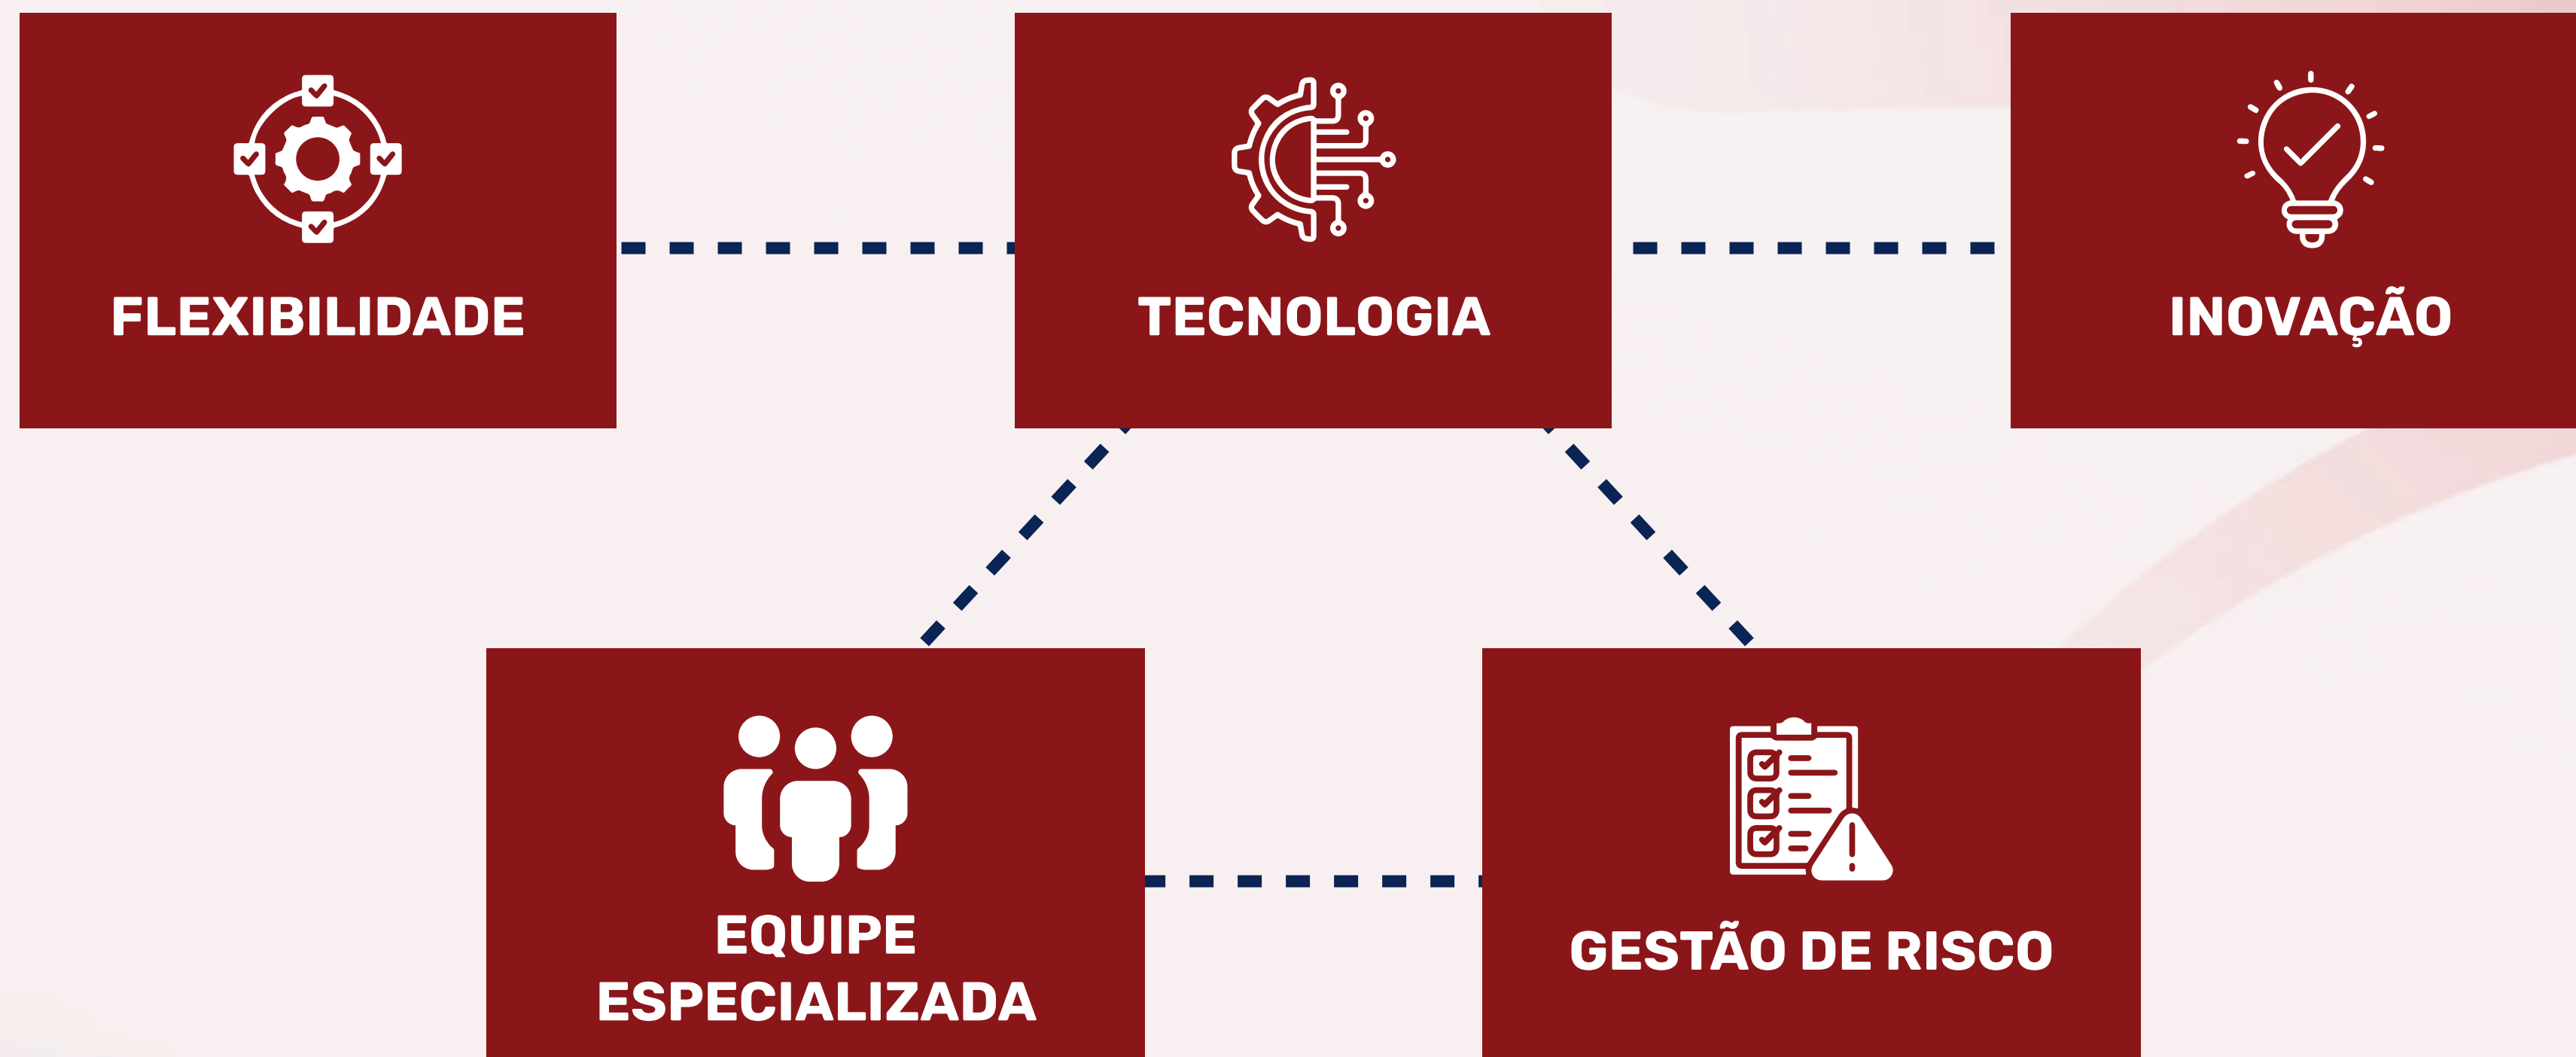 FLEXIBILIDADE
TECNOLOGIA
INOVAÇÃO
EQUIPE
ESPECIALIZADA
GESTÃO DE RISCO